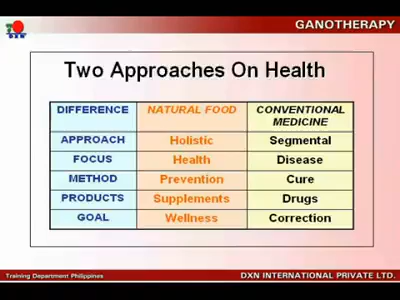 DXN
GANOTHERAPY
Two Approaches On Health
DIFFERENCE NATURAL FOOD CONVENTIONAL MEDICINE
APPROACH Holistic Segmental
FOCUS Health Disease
METHOD Prevention Cure
PRODUCTS Supplements Drugs
GOAL Wellness Correction
Training Department Philippines
DXN INTERNATIONAL PRIVATE LTD.